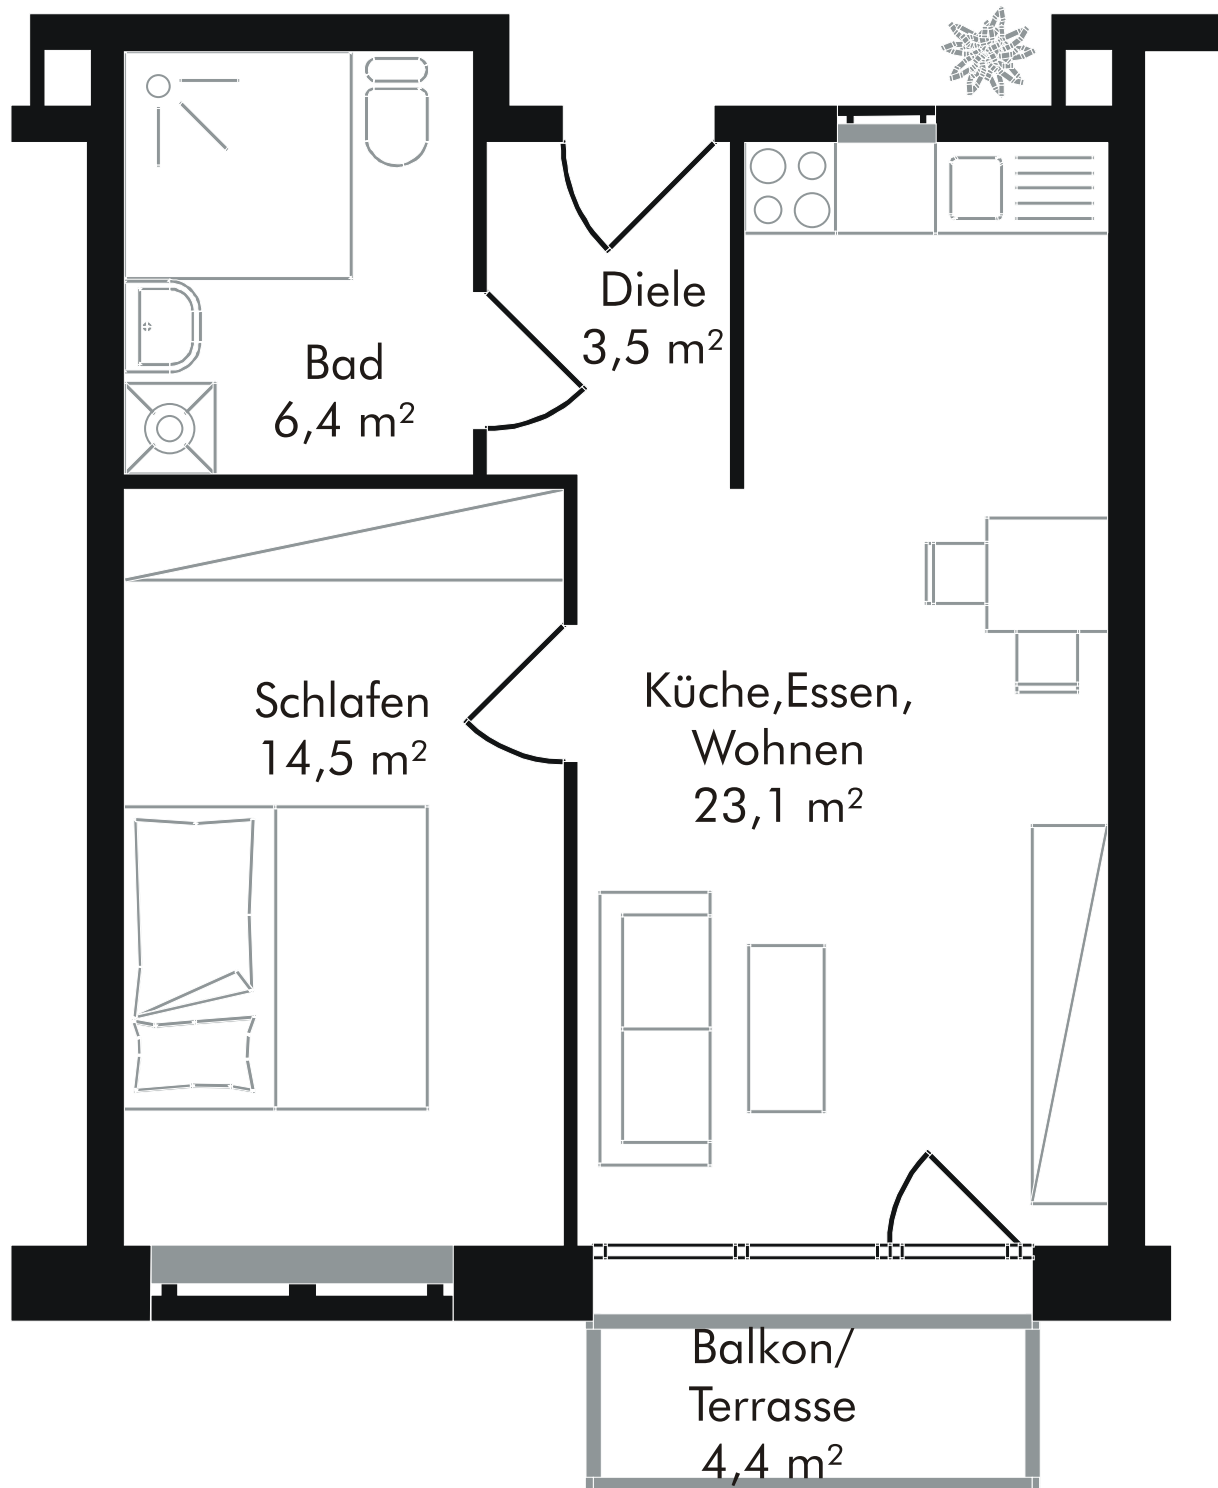 Diele
3,5 m²
Bad
6,4 m²
Schlafen
14,5 m²
Küche,Essen,
Wohnen
23,1 m²
Balkon/
Terrasse
4,4 m²